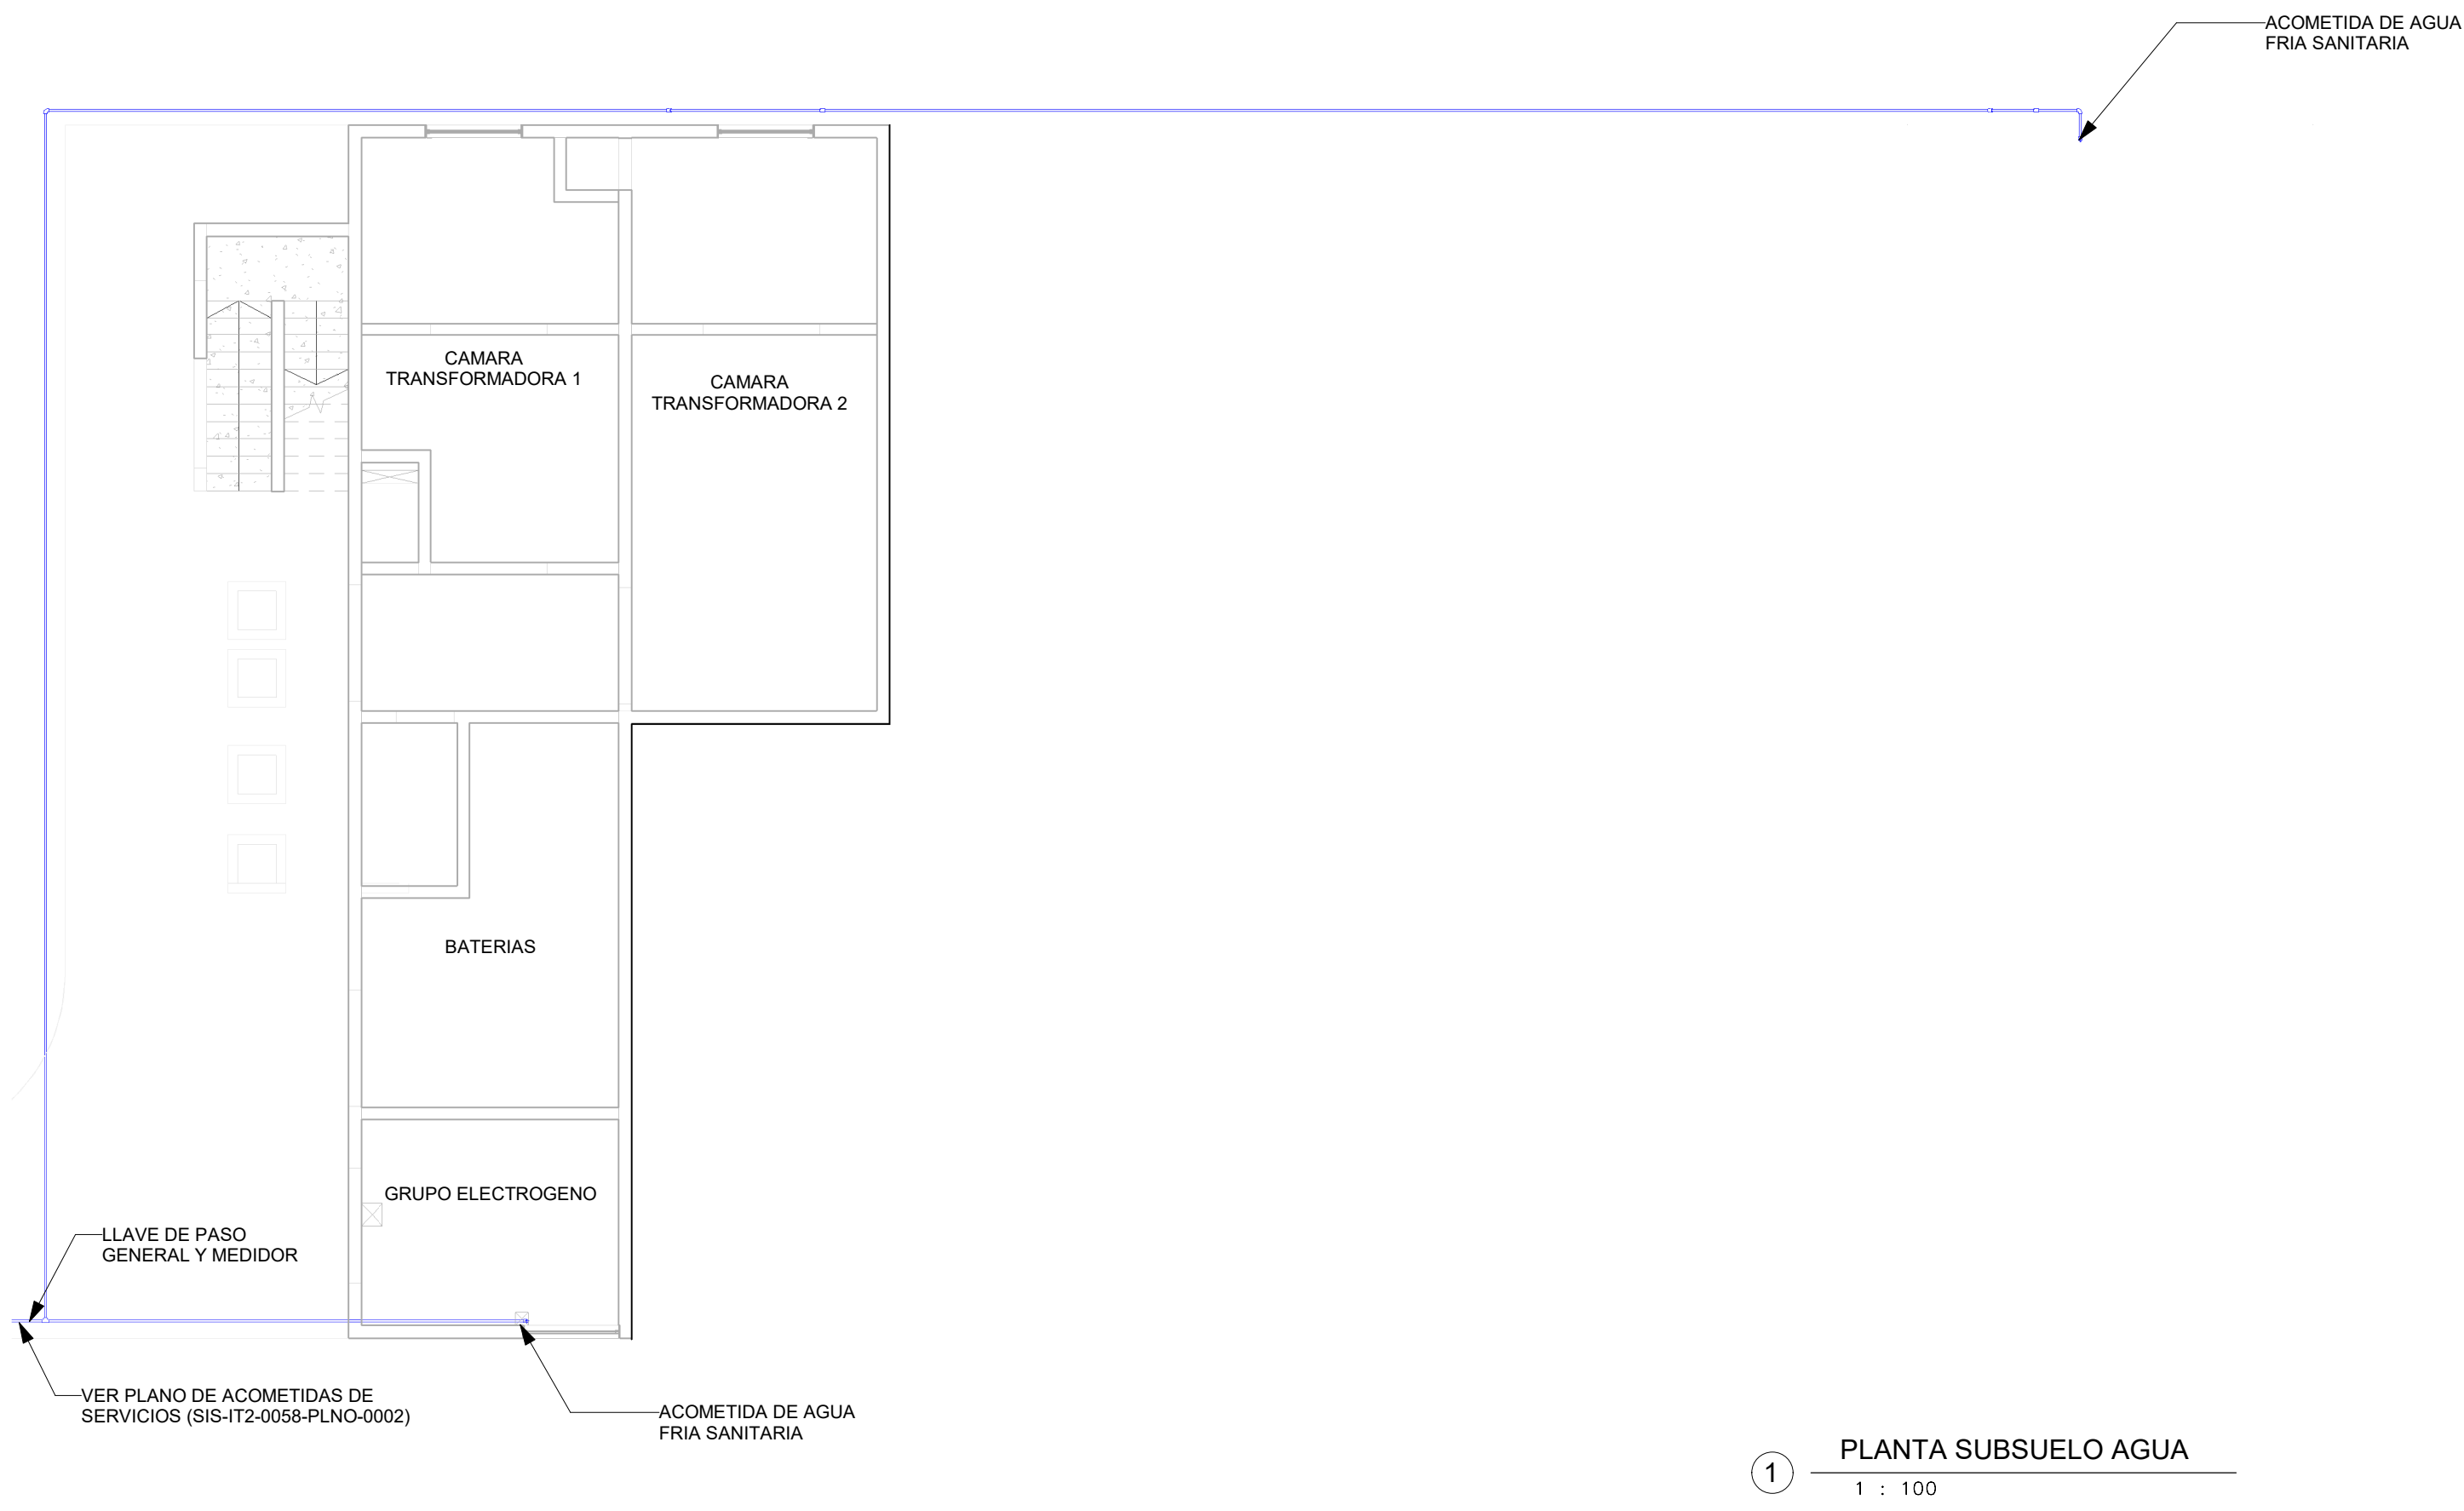 ACOMETIDA DE AGUA
FRIA SANITARIA
CAMARA
TRANSFORMADORA 1
CAMARA
TRANSFORMADORA 2
BATERIAS
GRUPO ELECTROGENO
LLAVE DE PASO
GENERAL Y MEDIDOR
VER PLANO DE ACOMETIDAS DE
SERVICIOS (SIS-IT2-0058-PLNO-0002)
ACOMETIDA DE AGUA
FRIA SANITARIA
1
PLANTA SUBSUELO AGUA
1 : 100